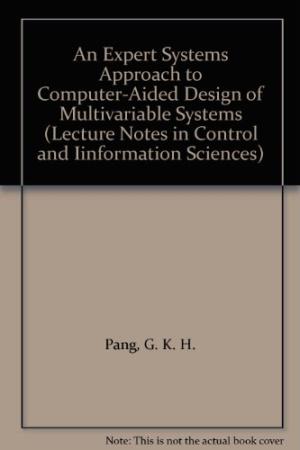 An Expert Systems
Approach to
Computer-Aided Design of
Multivariable Systems
(Lecture Notes in Control
and Iinformation Sciences)
Pang, G. K. H.
Note: This is not the actual book cover